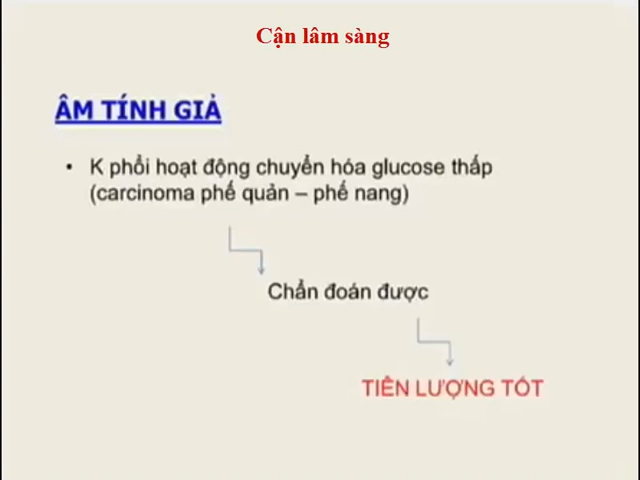 Cận lâm sàng
ÂM TÍNH GIẢ
• K phổi hoạt động chuyển hóa glucose thấp
(carcinoma phế quản – phế nang)
Chẩn đoán được
TIÊN LƯỢNG TỐT